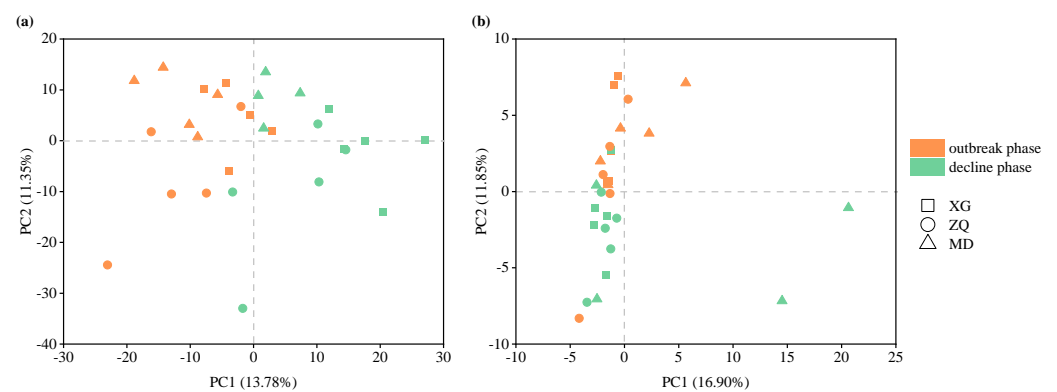 (a)
20
10
0
-10
-20
-30
-40
-30
-20
-10
0
10
20
30
PC2 (11.35%)
PC1 (13.78%)
(b)
10
5
0
-5
-10
-10
-5
0
5
10
15
20
25
PC2 (11.85%)
PC1 (16.90%)
outbreak phase
decline phase
XG
ZQ
MD